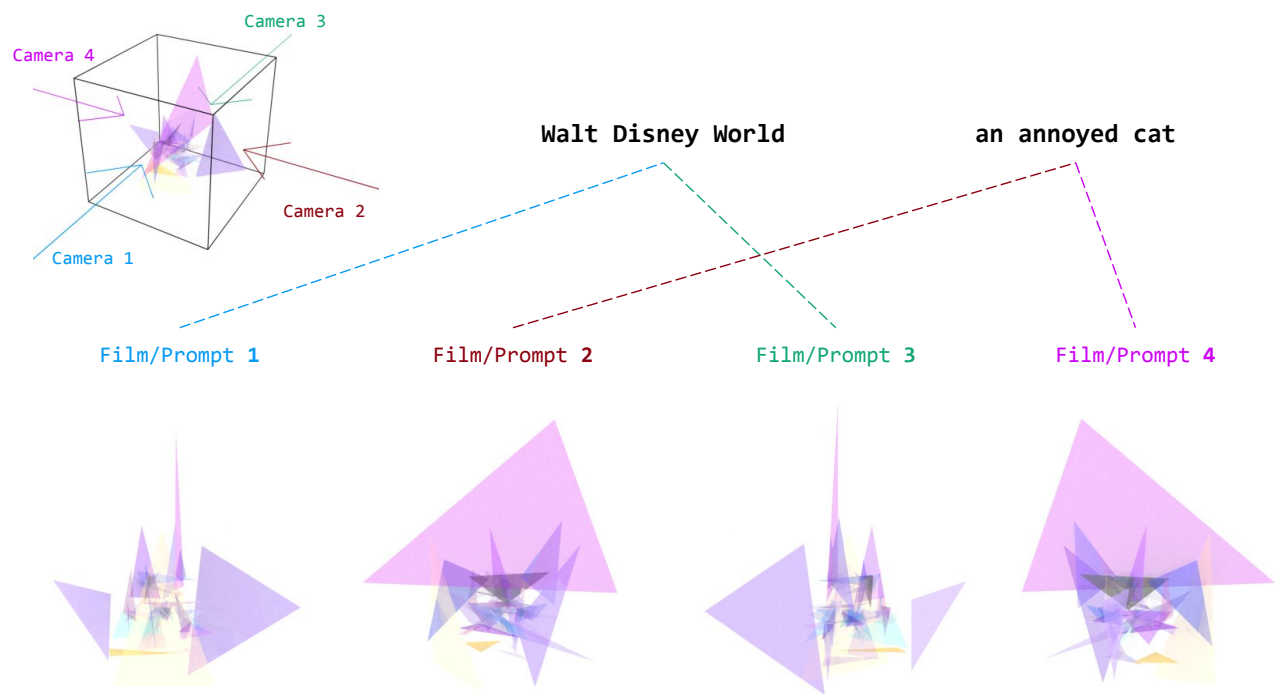 Camera 3
Camera 4
Camera 2
Camera 1
Walt Disney World
an annoyed cat
Film/Prompt 1
Film/Prompt 2
Film/Prompt 3
Film/Prompt 4